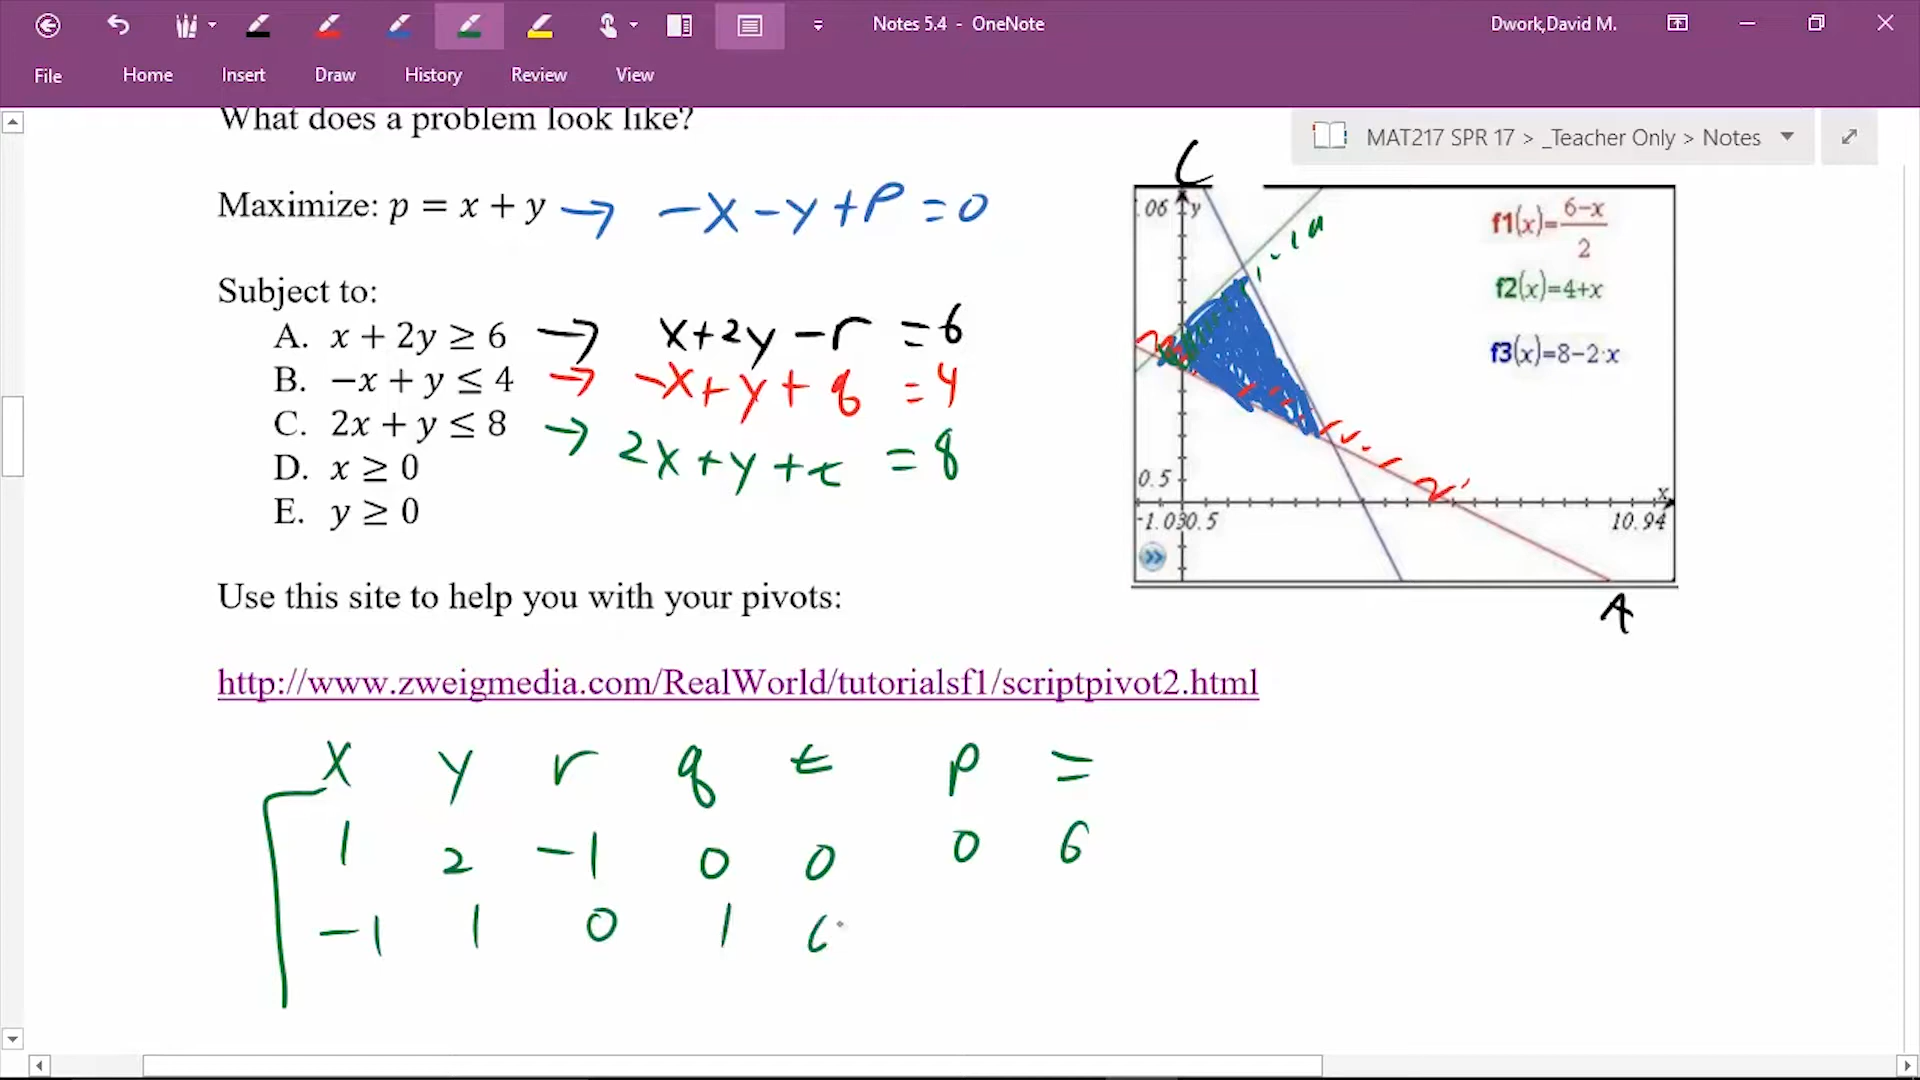 Notes 5.4 - OneNote
Dwork,David M.
File Home Insert Draw History Review View
MAT217 SPR 17 > _Teacher Only > Notes
What does a problem look like?
Maximize: p = x + y → -x - y + P = 0
Subject to:
A. x + 2y ≥ 6 → x + 2y - r = 6
B. −x + y ≤ 4 → -x + y + q = 4
C. 2x + y ≤ 8 → 2x + y + t = 8
D. x ≥ 0
E. y ≥ 0
C
.06 y
f1(x)=6-x/2
f2(x)=4+x
f3(x)=8-2·x
0.5 x
-1.03 0.5 10.94
A
Use this site to help you with your pivots:
http://www.zweigmedia.com/RealWorld/tutorialsf1/scriptpivot2.html
x y r q t p =
1 2 -1 0 0 0 6
-1 1 0 1